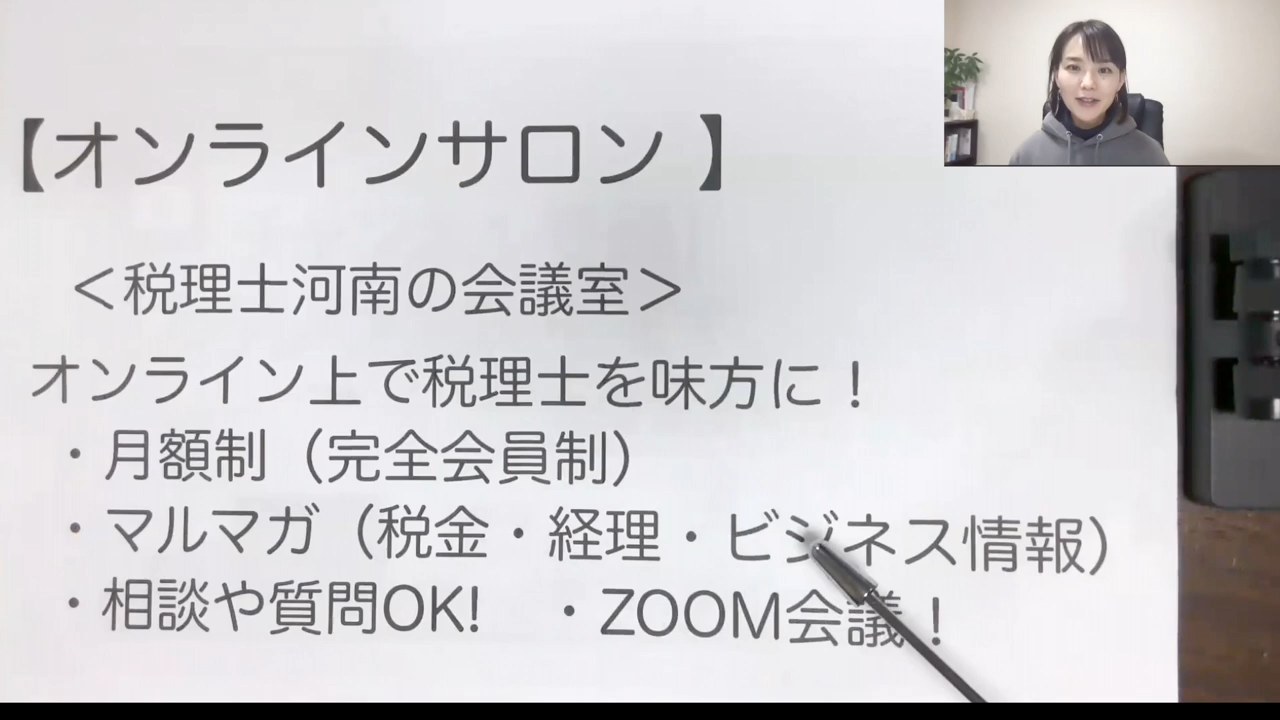 【オンラインサロン 】
＜税理士河南の会議室＞
オンライン上で税理士を味方に！
・月額制（完全会員制）
・マルマガ（税金・経理・ビジネス情報）
・相談や質問OK!　・ZOOM会議！